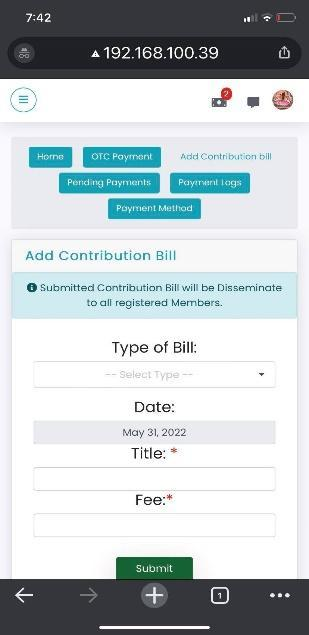 7:42
192.168.100.39
2
Home
OTC Payment
Add Contribution bill
Pending Payments
Payment Logs
Payment Method
Add Contribution Bill
Submitted Contribution Bill will be Disseminate
to all registered Members.
Type of Bill:
-- Select Type --
Date:
May 31, 2022
Title: *
Fee:*
Submit
1